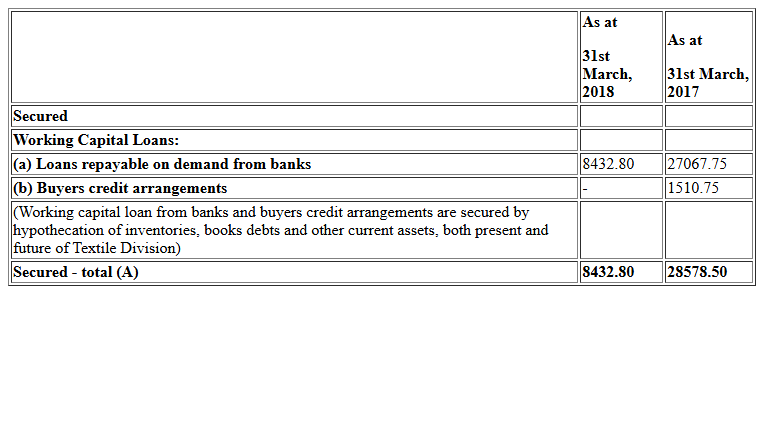 As at
31st
March,
2018
As at
31st March,
2017
Secured
Working Capital Loans:
(a) Loans repayable on demand from banks 8432.80 27067.75
(b) Buyers credit arrangements - 1510.75
(Working capital loan from banks and buyers credit arrangements are secured by
hypothecation of inventories, books debts and other current assets, both present and
future of Textile Division)
Secured - total (A) 8432.80 28578.50